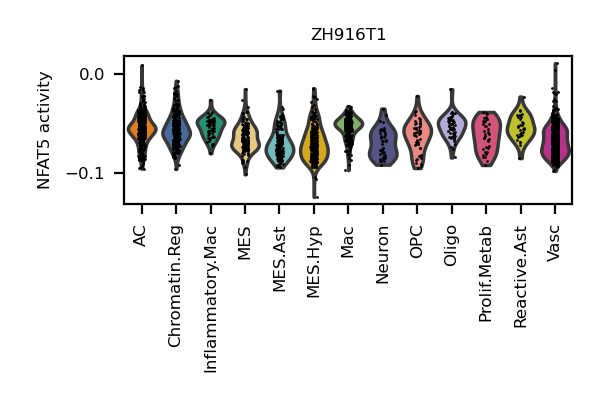 ZH916T1
NFAT5 activity
0.0
−0.1
AC
Chromatin.Reg
Inflammatory.Mac
MES
MES.Ast
MES.Hyp
Mac
Neuron
OPC
Oligo
Prolif.Metab
Reactive.Ast
Vasc